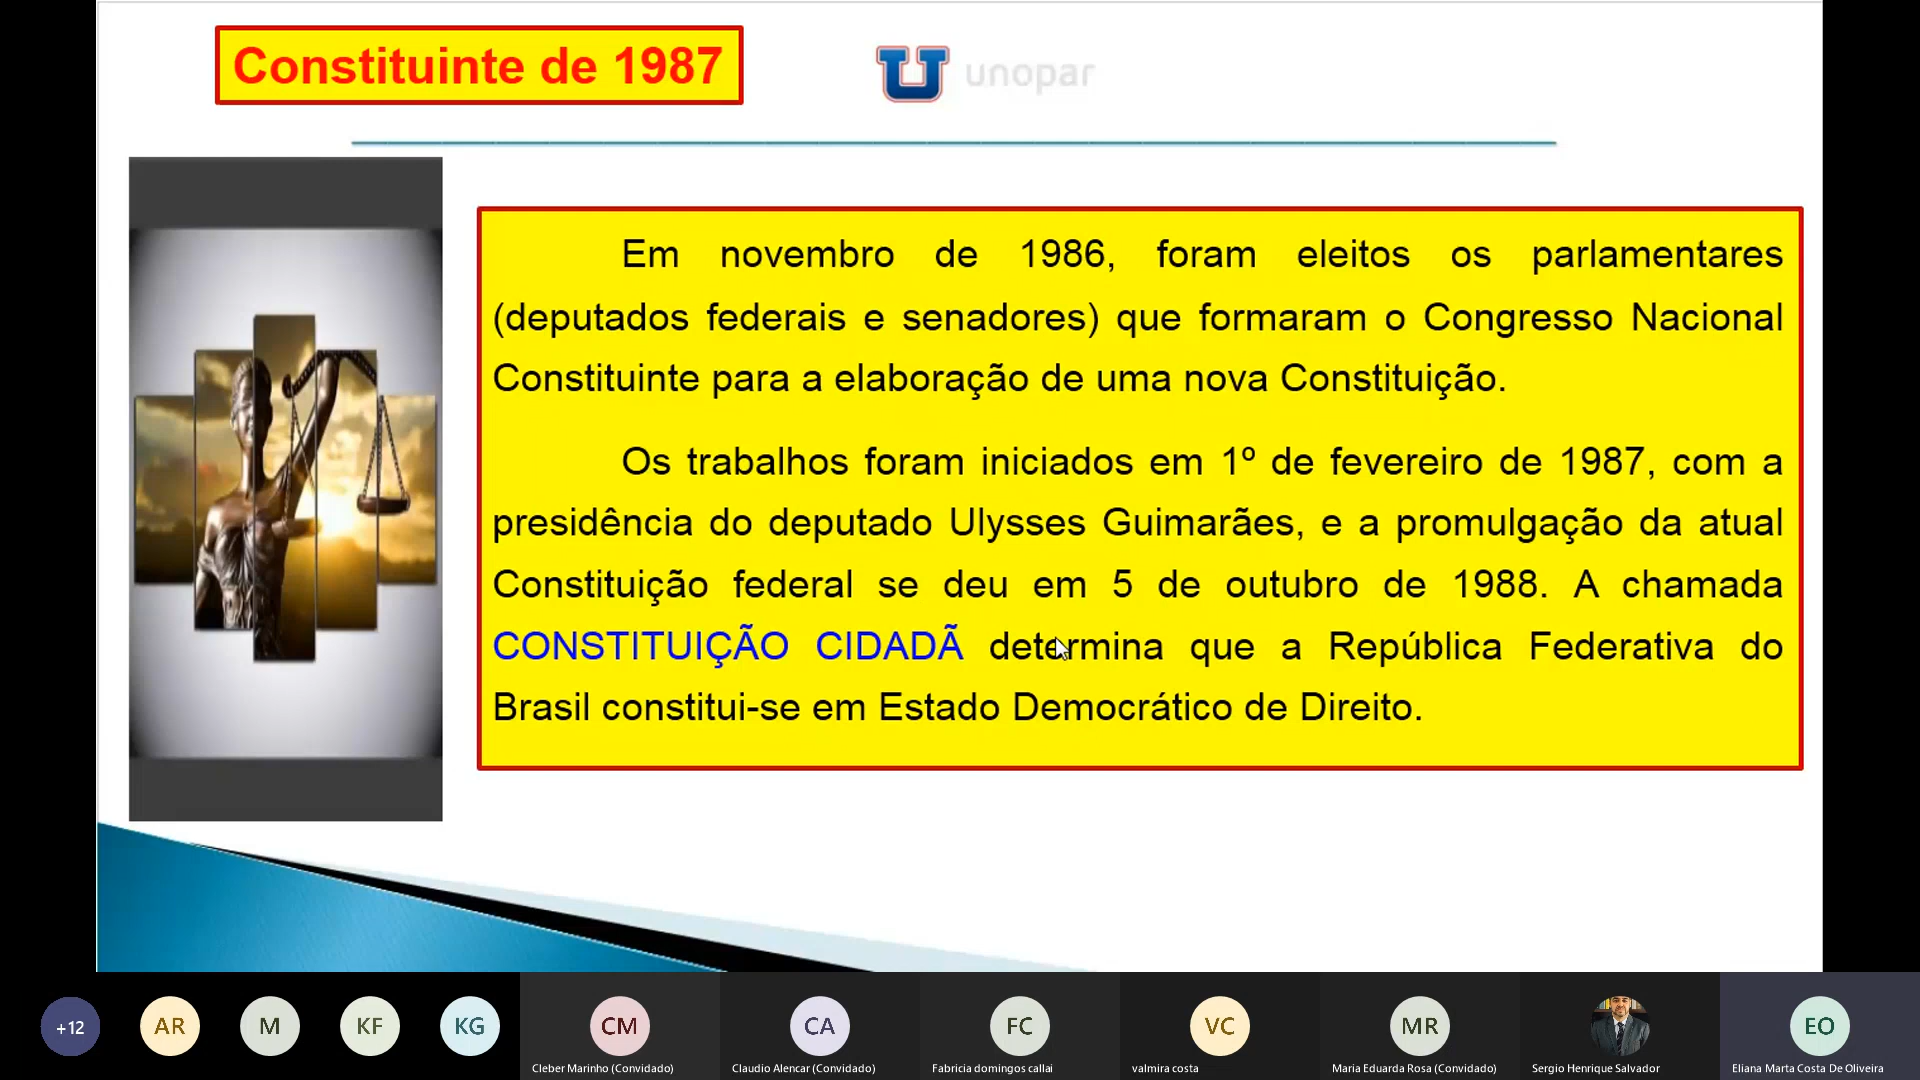 Constituinte de 1987
U unopar
Em novembro de 1986, foram eleitos os parlamentares
(deputados federais e senadores) que formaram o Congresso Nacional
Constituinte para a elaboração de uma nova Constituição.
Os trabalhos foram iniciados em 1º de fevereiro de 1987, com a
presidência do deputado Ulysses Guimarães, e a promulgação da atual
Constituição federal se deu em 5 de outubro de 1988. A chamada
CONSTITUIÇÃO CIDADÃ determina que a República Federativa do
Brasil constitui-se em Estado Democrático de Direito.
+12 AR M KF KG CM CA FC VC MR EO
Cleber Marinho (Convidado) Claudio Alencar (Convidado) Fabricia domingos callai valmira costa Maria Eduarda Rosa (Convidado) Sergio Henrique Salvador Eliana Marta Costa De Oliveira